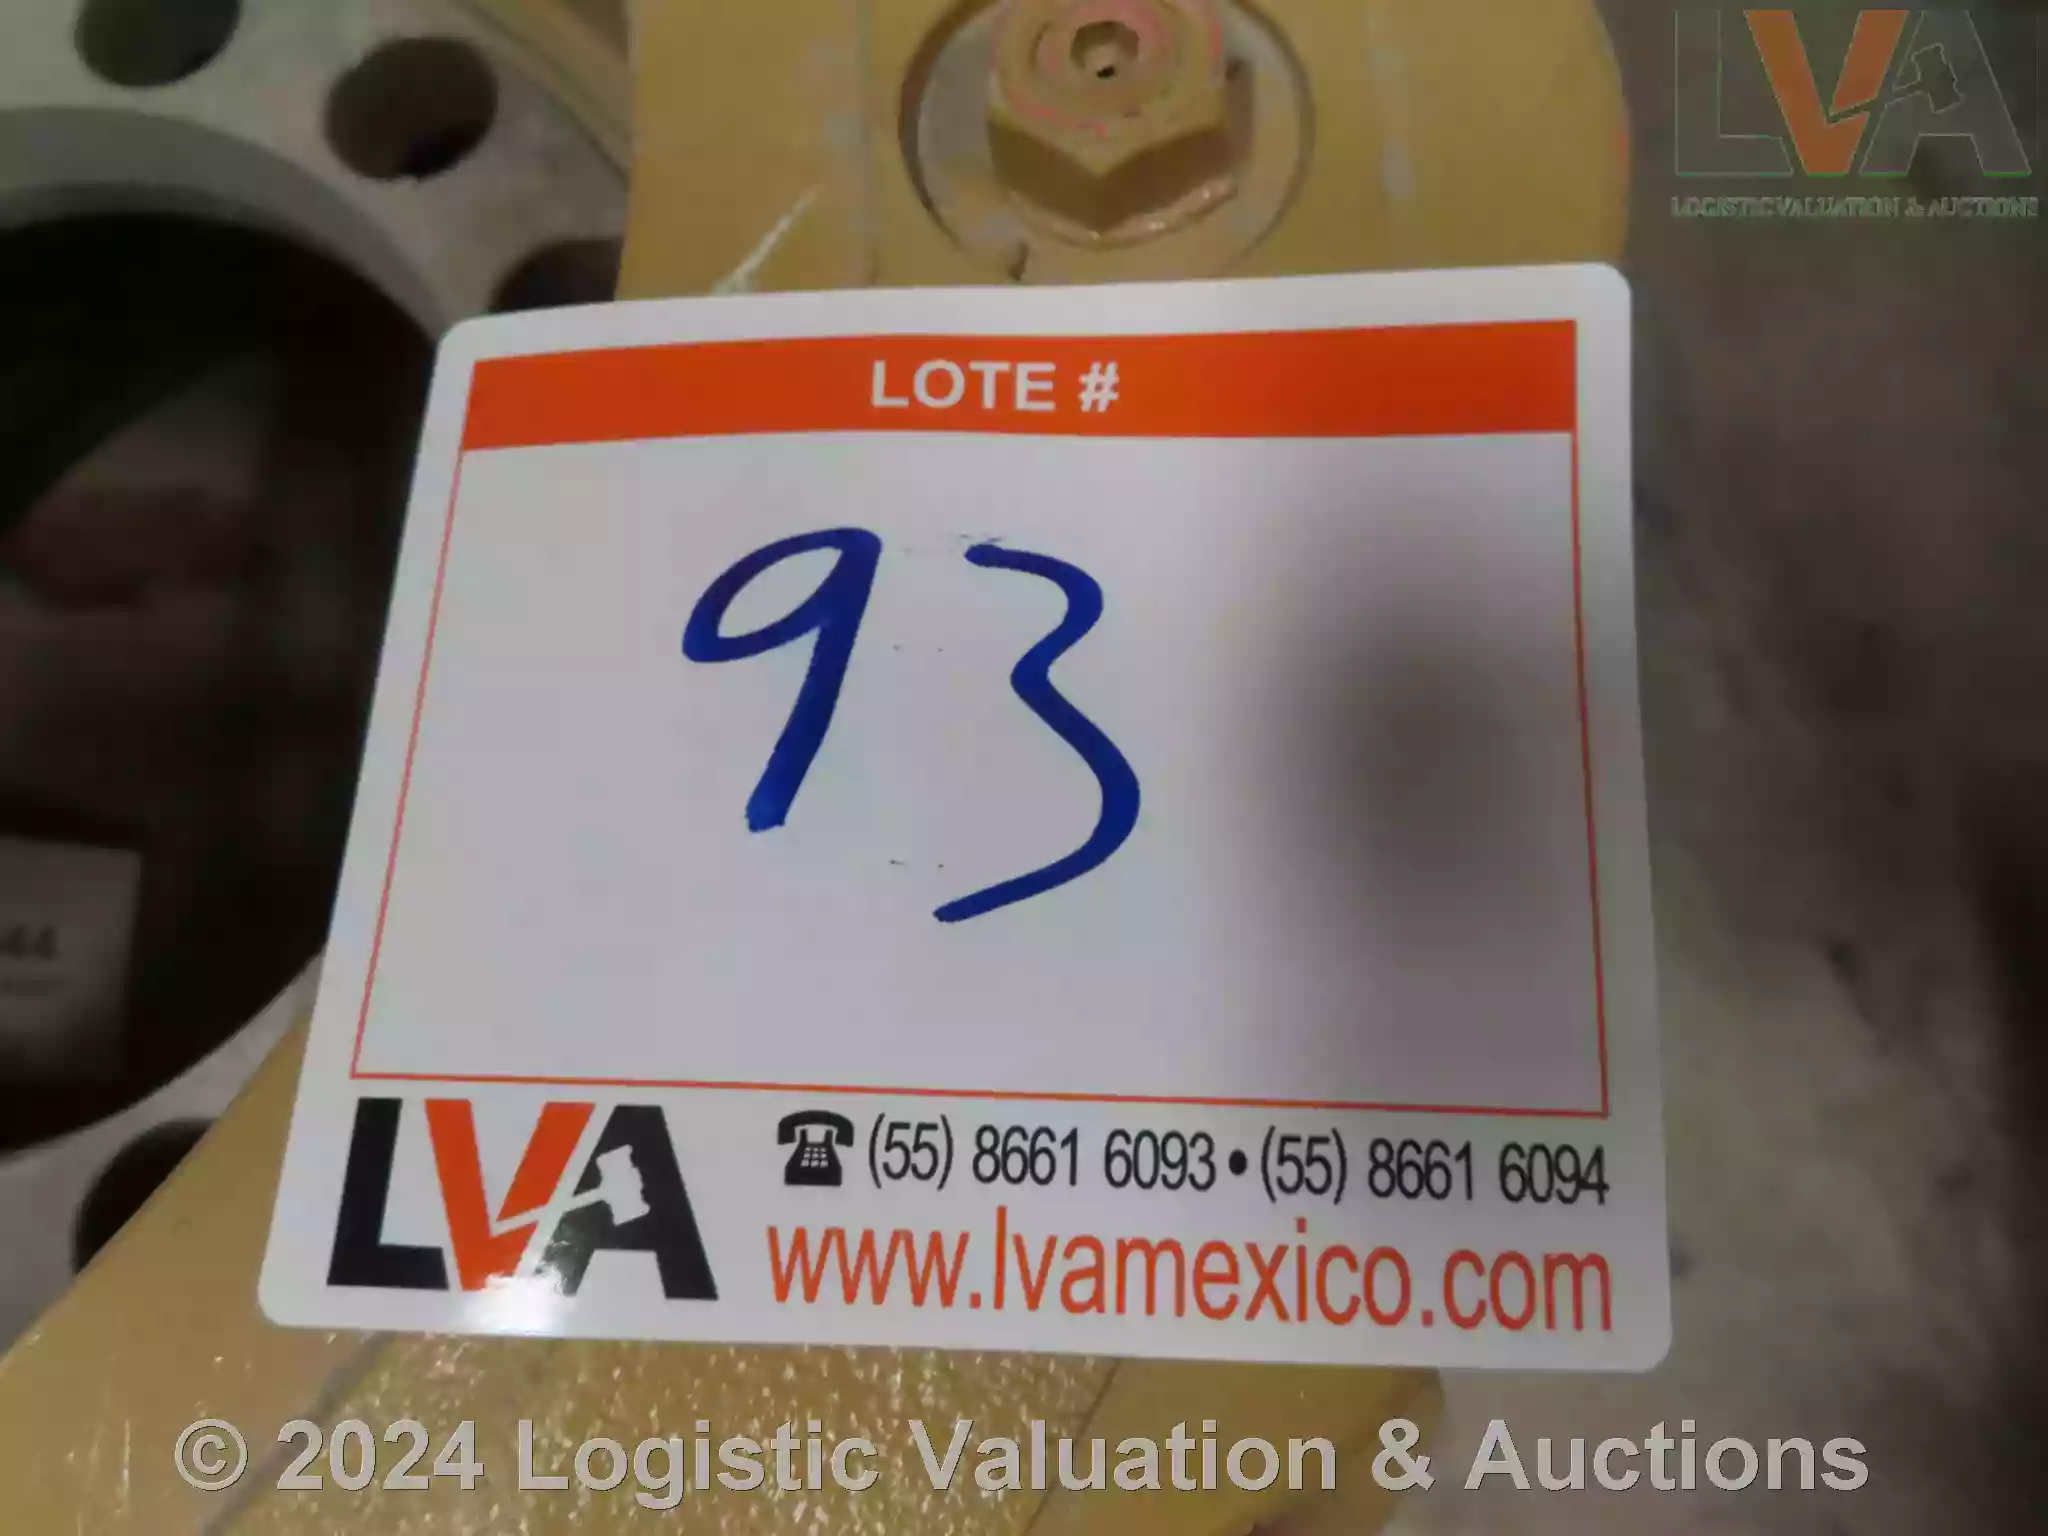 LVA
LOGISTIC VALUATION & AUCTIONS
LOTE #
93
44
LVA
(55) 8661 6093 • (55) 8661 6094
www.lvamexico.com
© 2024 Logistic Valuation & Auctions